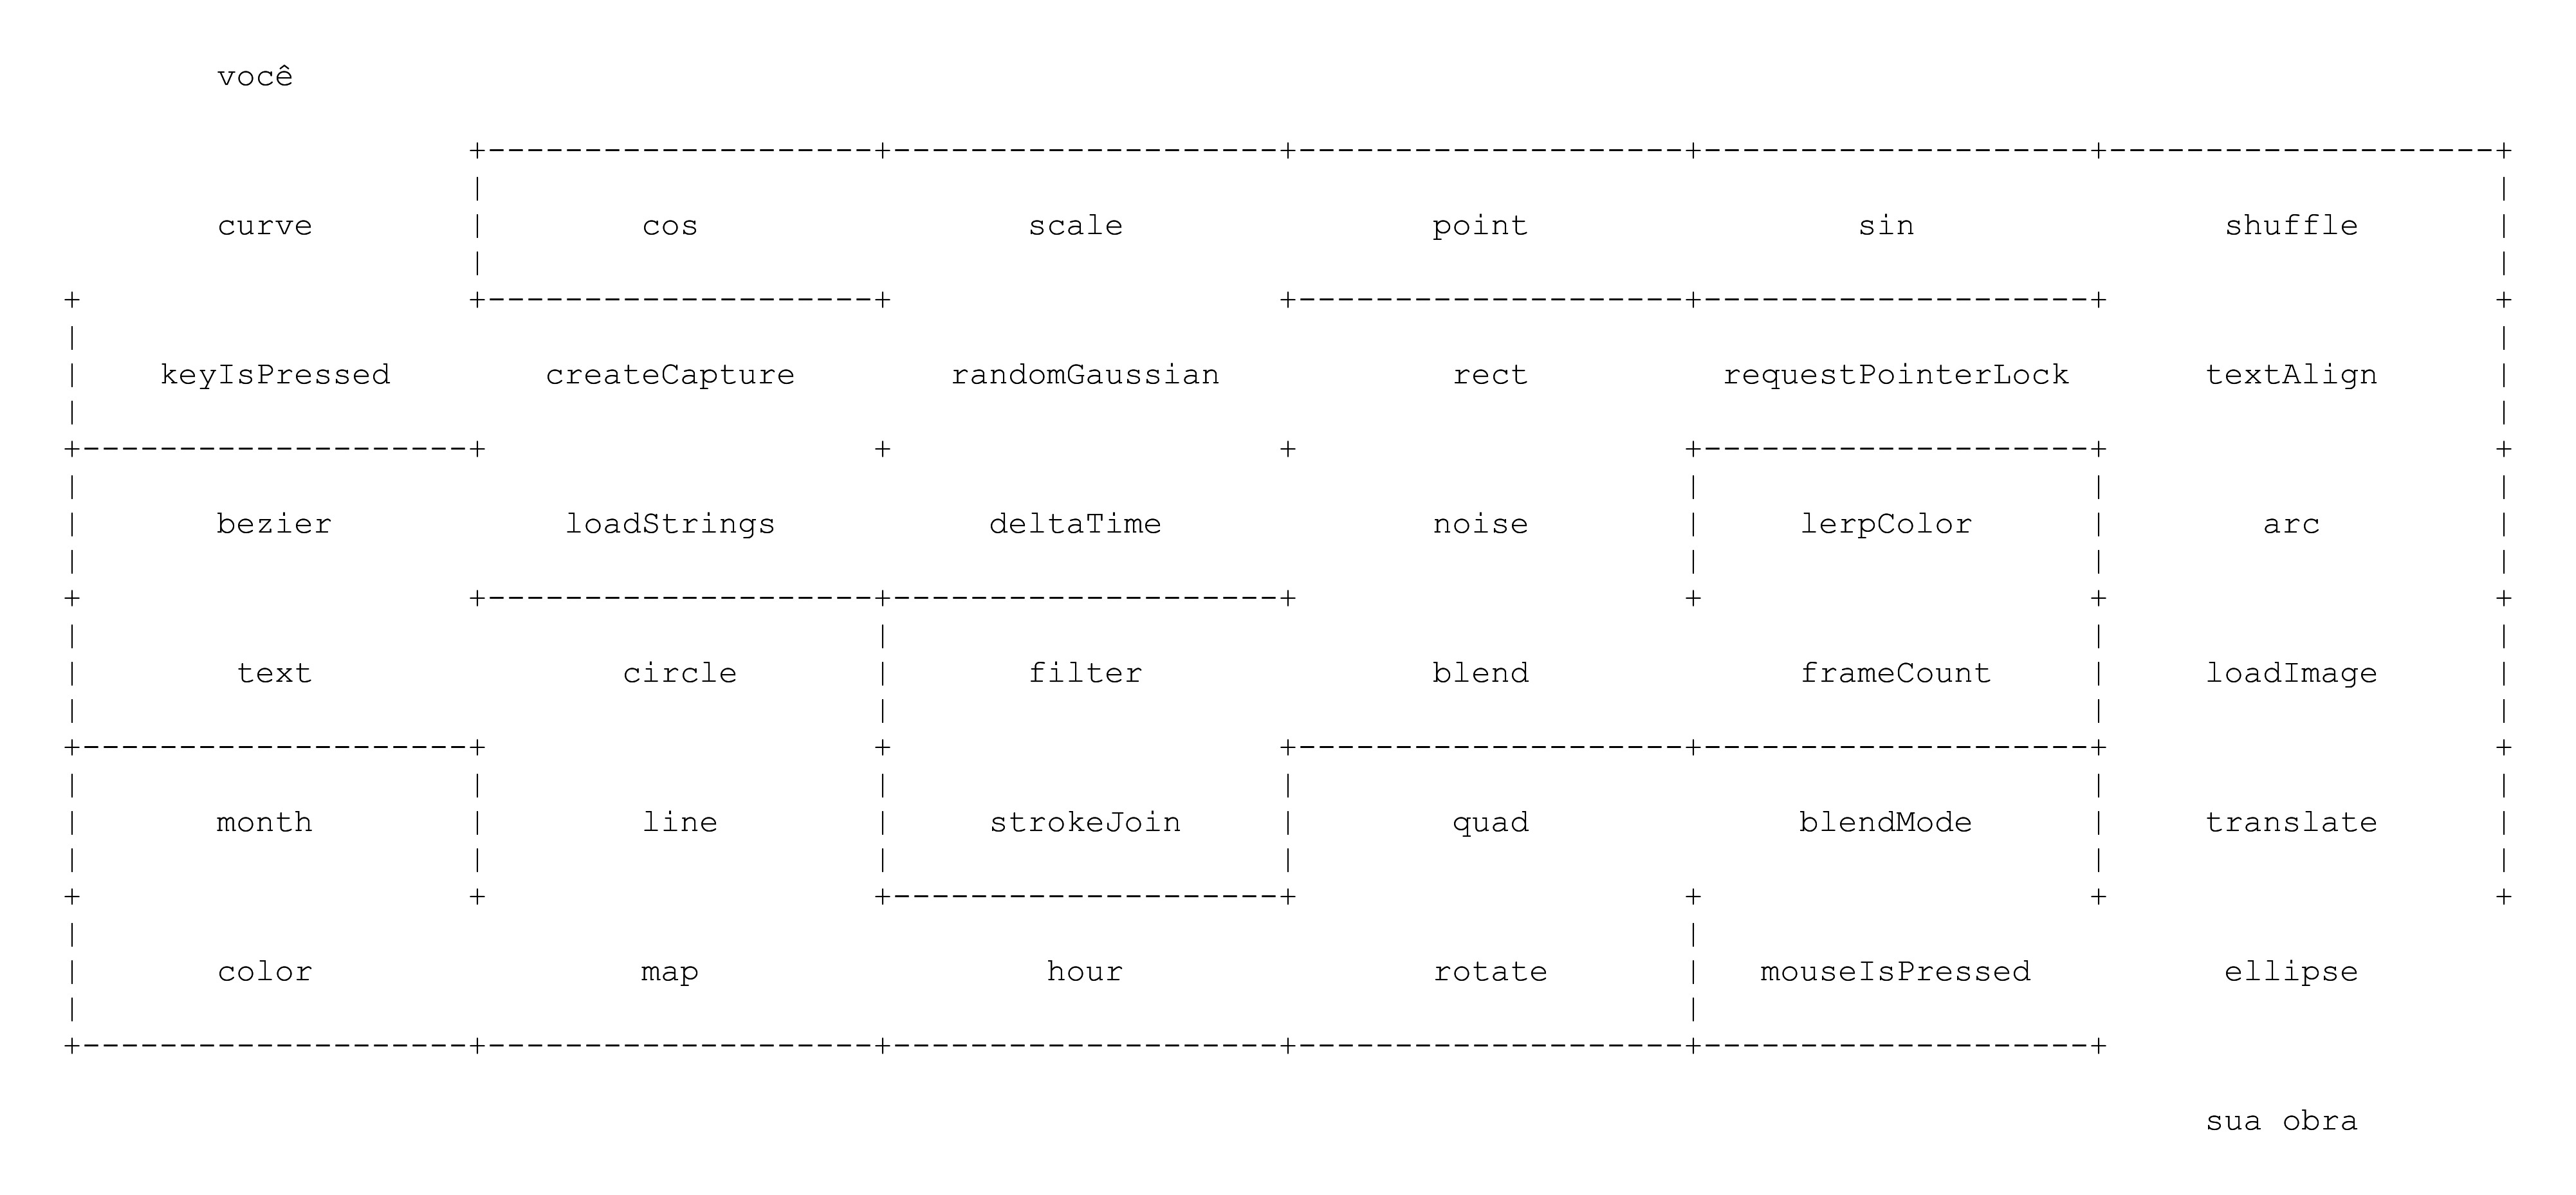 você
curve cos scale point sin shuffle
keyIsPressed createCapture randomGaussian rect requestPointerLock textAlign
bezier loadStrings deltaTime noise lerpColor arc
text circle filter blend frameCount loadImage
month line strokeJoin quad blendMode translate
color map hour rotate mouseIsPressed ellipse
sua obra